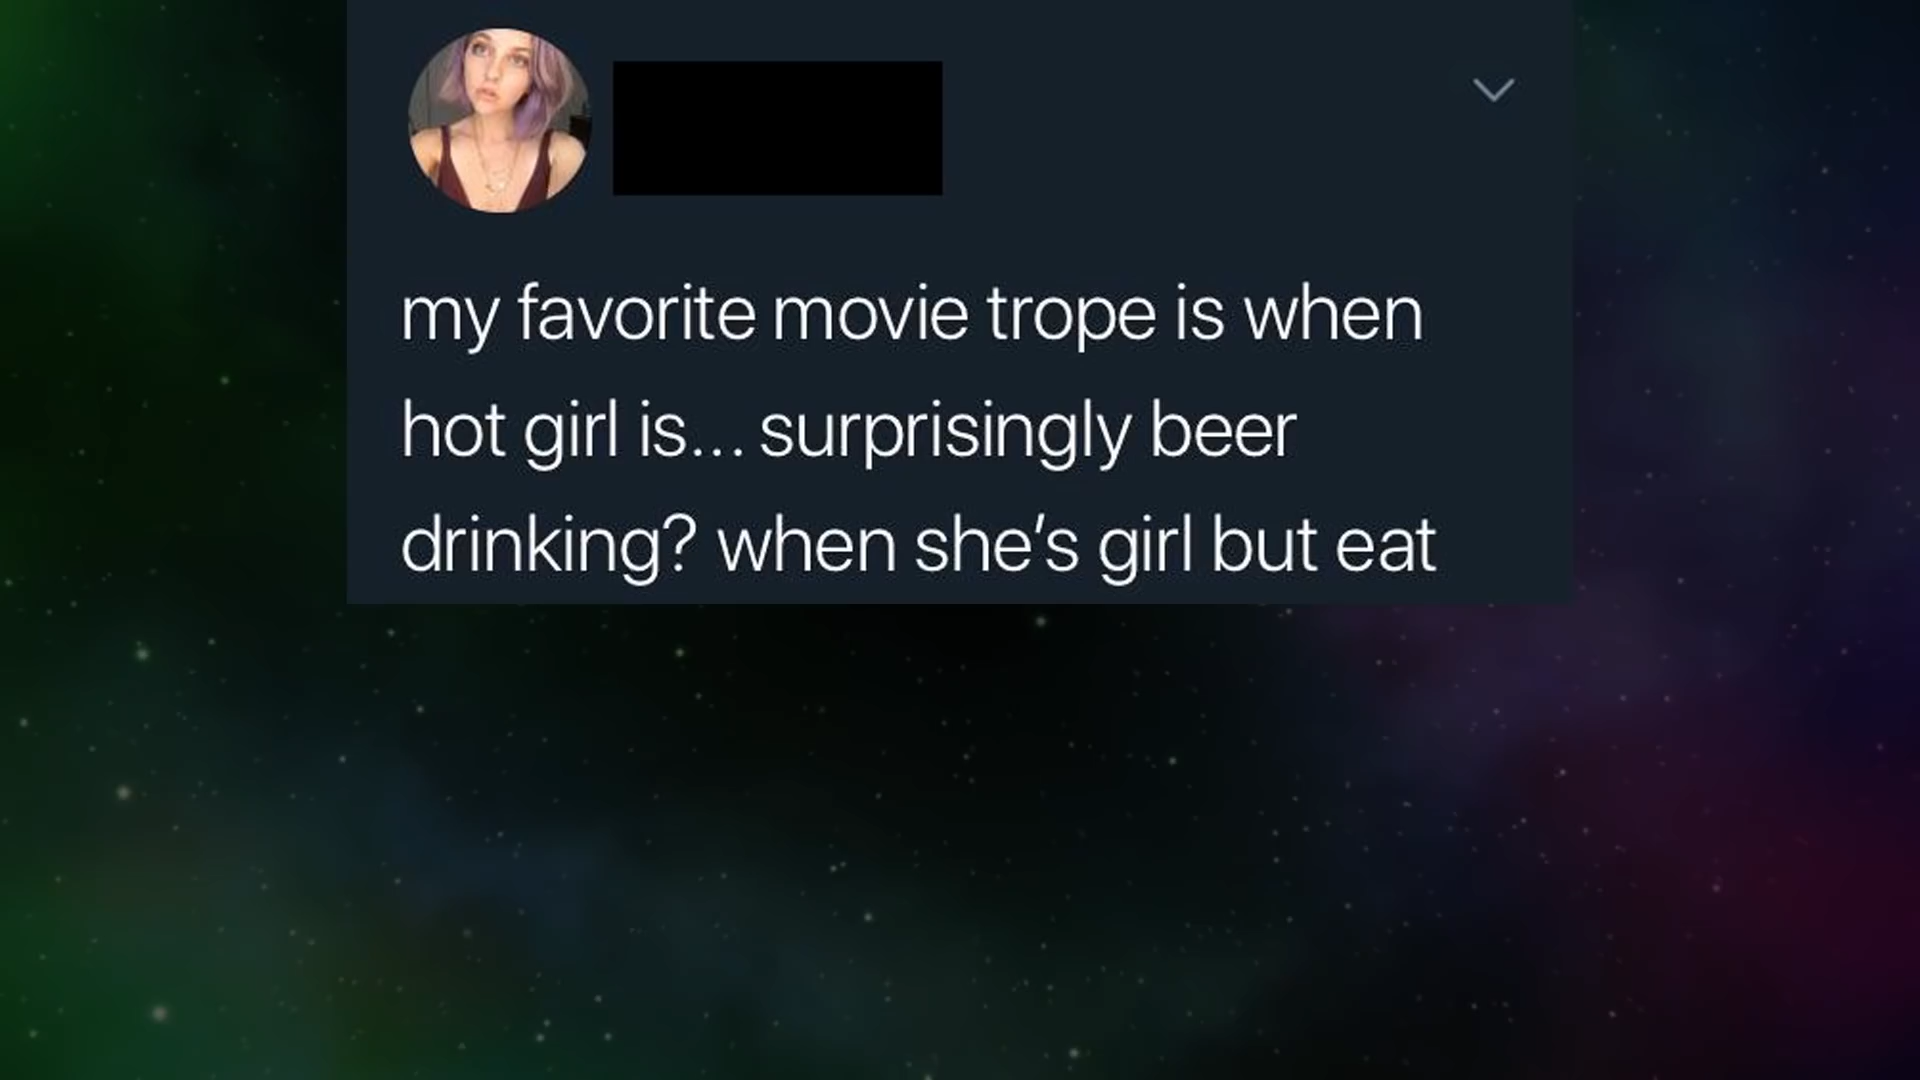 my favorite movie trope is when
hot girl is... surprisingly beer
drinking? when she’s girl but eat